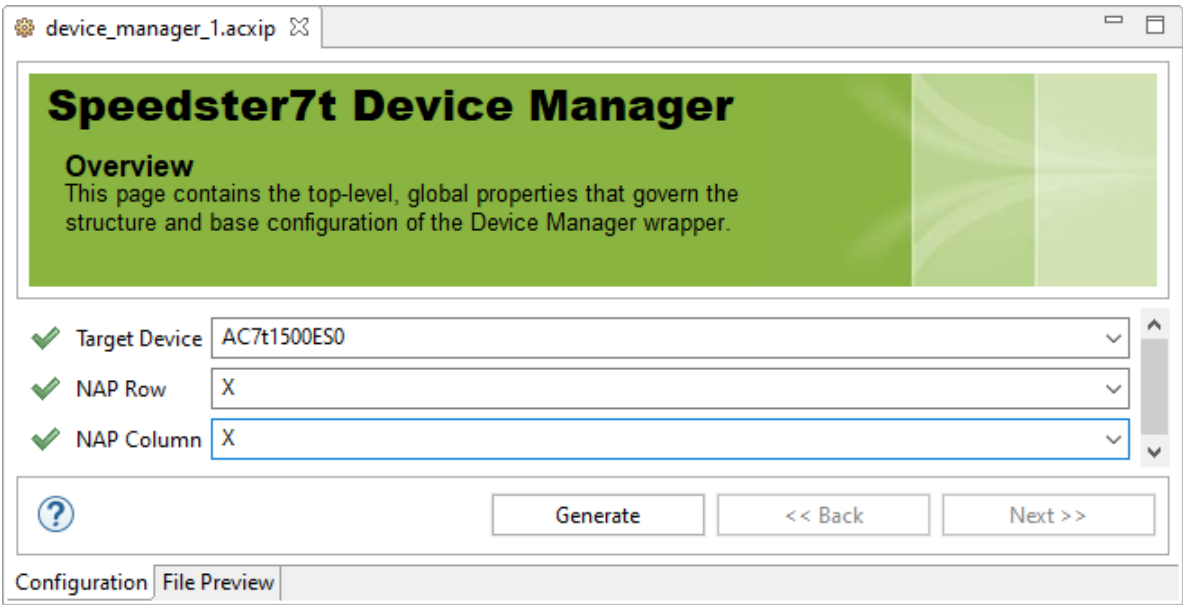 device_manager_1.acxip
Speedster7t Device Manager
Overview
This page contains the top-level, global properties that govern the
structure and base configuration of the Device Manager wrapper.
Target Device AC7t1500ES0
NAP Row X
NAP Column X
? Generate << Back Next >>
Configuration File Preview